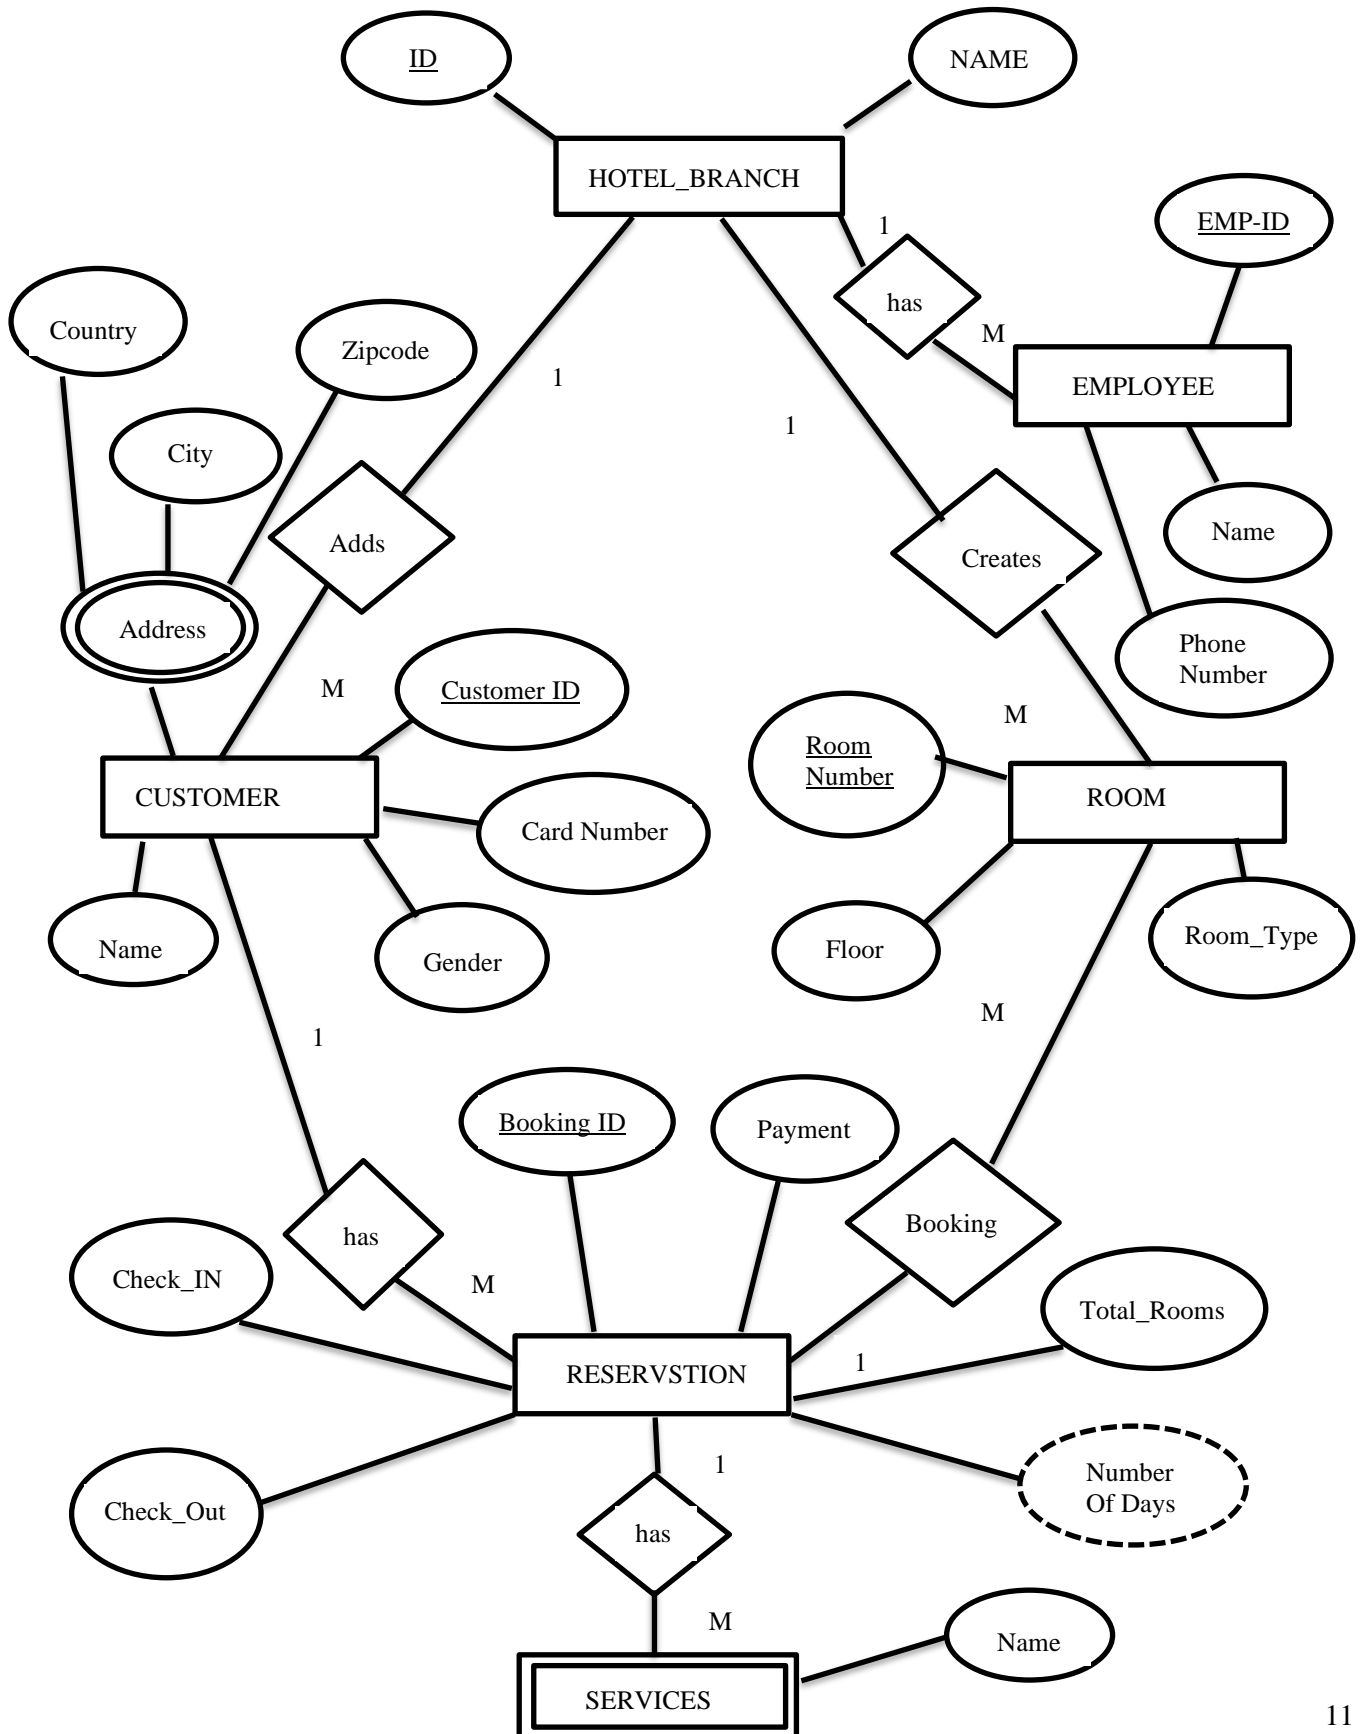 ID
NAME
HOTEL_BRANCH
1
EMP-ID
has
Country
M
Zipcode
1
EMPLOYEE
1
City
Name
Adds
Creates
Address
Phone
Number
M
Customer ID
M
Room
Number
CUSTOMER
ROOM
Card Number
Name
Gender
Floor
Room_Type
M
1
Booking ID
Payment
Booking
has
Check_IN
M
Total_Rooms
1
RESERVSTION
1
Number
Of Days
Check_Out
has
M
Name
SERVICES
11